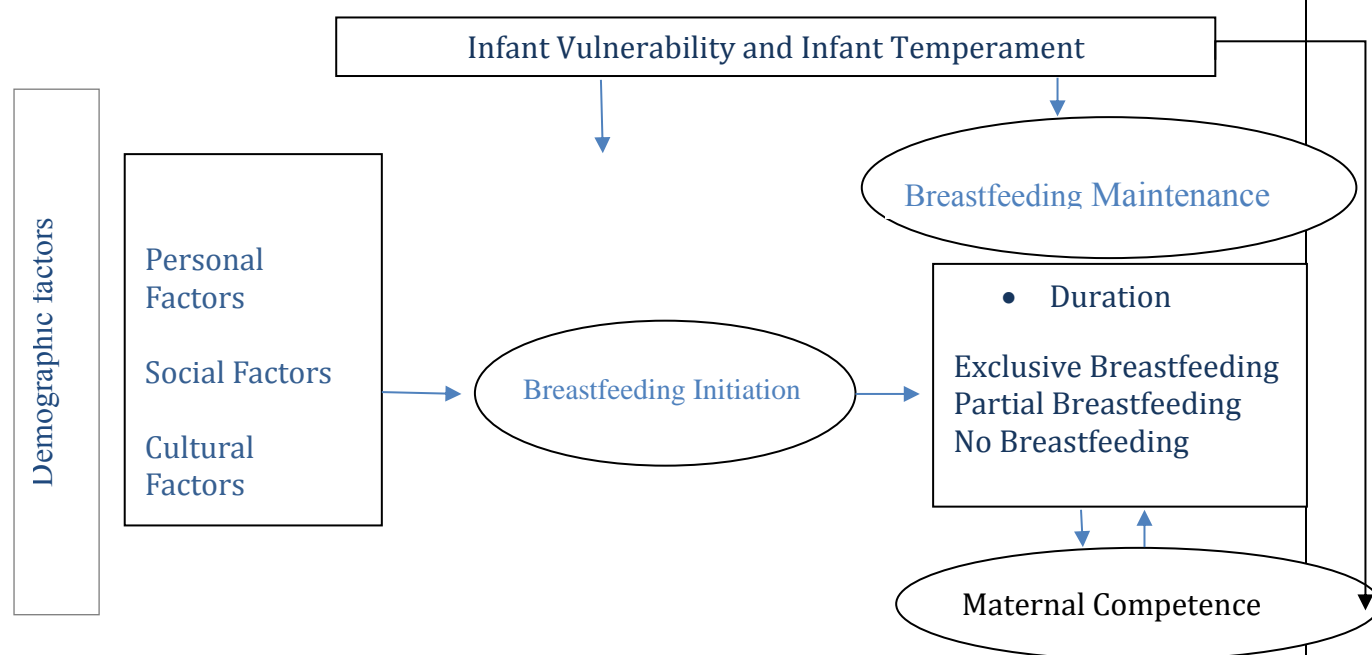 Infant Vulnerability and Infant Temperament
Demographic factors
Personal
Factors
Social Factors
Cultural
Factors
Breastfeeding Initiation
Breastfeeding Maintenance
• Duration
Exclusive Breastfeeding
Partial Breastfeeding
No Breastfeeding
Maternal Competence